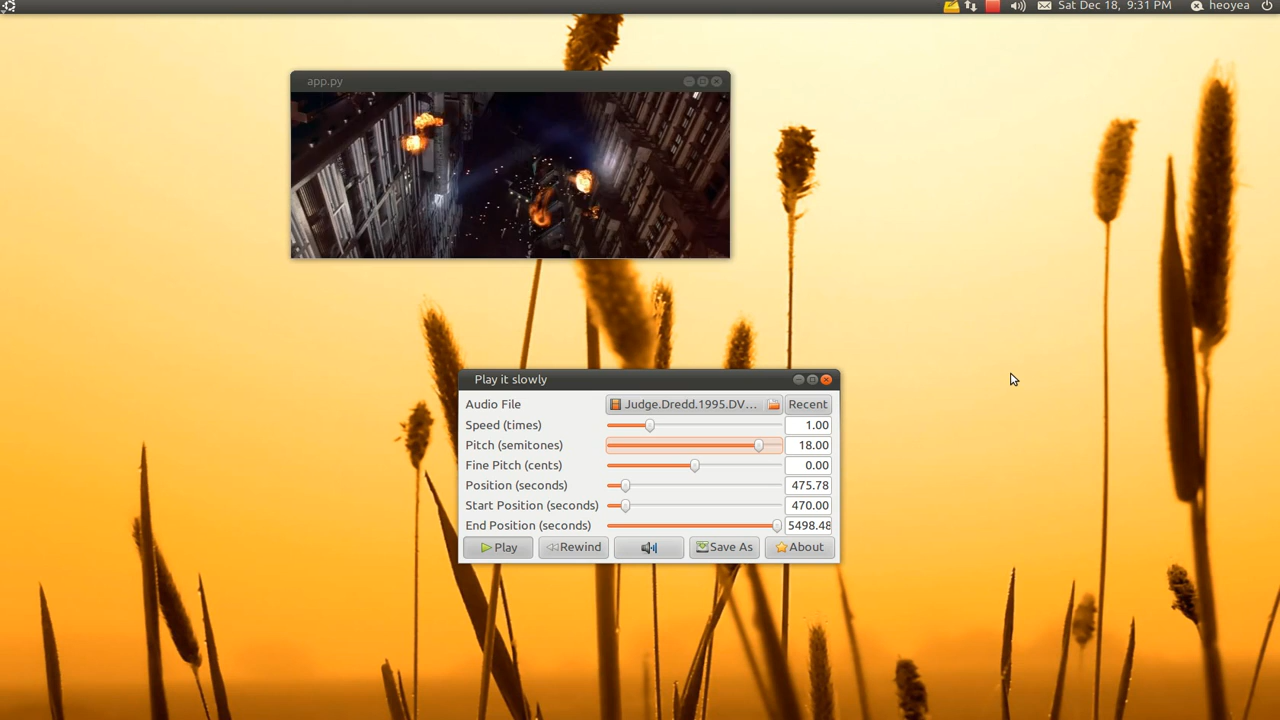 Sat Dec 18, 9:31 PM heoyea
app.py
Play it slowly
Audio File Judge.Dredd.1995.DV... Recent
Speed (times) 1.00
Pitch (semitones) 18.00
Fine Pitch (cents) 0.00
Position (seconds) 475.78
Start Position (seconds) 470.00
End Position (seconds) 5498.48
Play Rewind Save As About